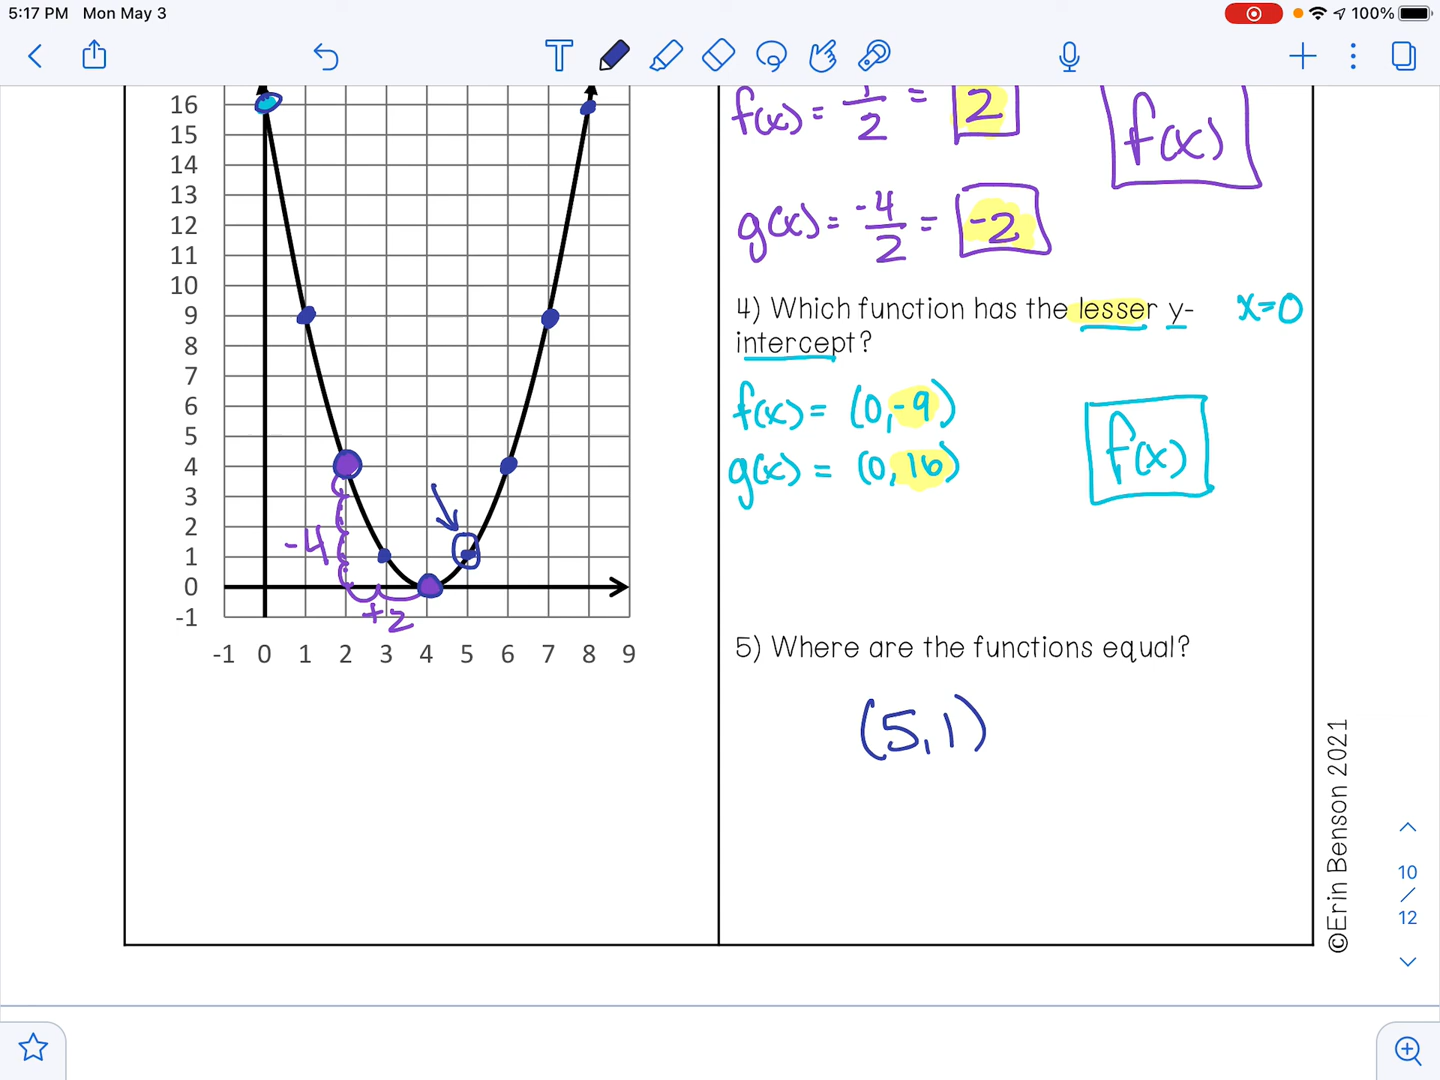 5:17 PM Mon May 3
100%
T
16
15
14
13
12
11
10
9
8
7
6
5
4
3
2
1
0
-1
-1 0 1 2 3 4 5 6 7 8 9
-4
+2
f(x) = 1/2 = 2
f(x)
g(x) = -4/2 = -2
4) Which function has the lesser y-
intercept?
x=0
f(x) = (0,-9)
g(x) = (0,16)
f(x)
5) Where are the functions equal?
(5,1)
©Erin Benson 2021
10
/
12